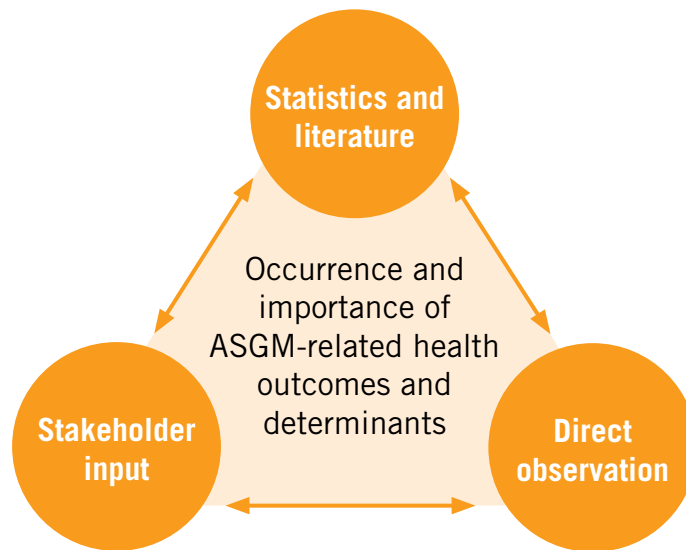 Statistics and
literature
Occurrence and
importance of
ASGM-related health
outcomes and
determinants
Stakeholder
input
Direct
observation